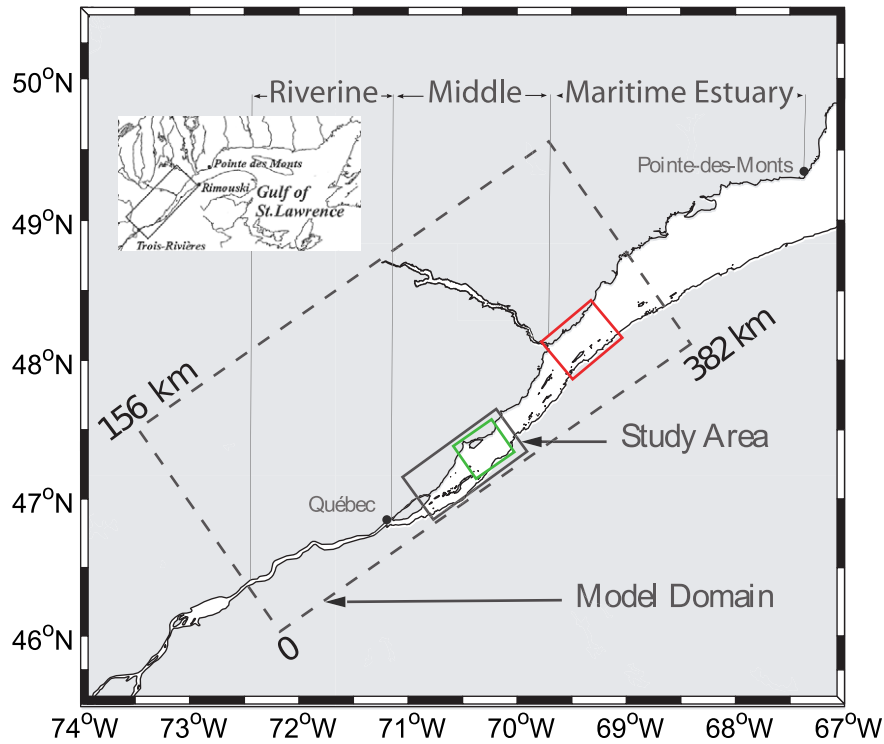 50°N
49°N
48°N
47°N
46°N
Riverine
Middle
Maritime Estuary
Pointe des Monts
Rimouski
Gulf of
St.Lawrence
Trois-Rivières
Pointe-des-Monts
156 km
382 km
Study Area
Québec
Model Domain
0
74°W 73°W 72°W 71°W 70°W 69°W 68°W 67°W